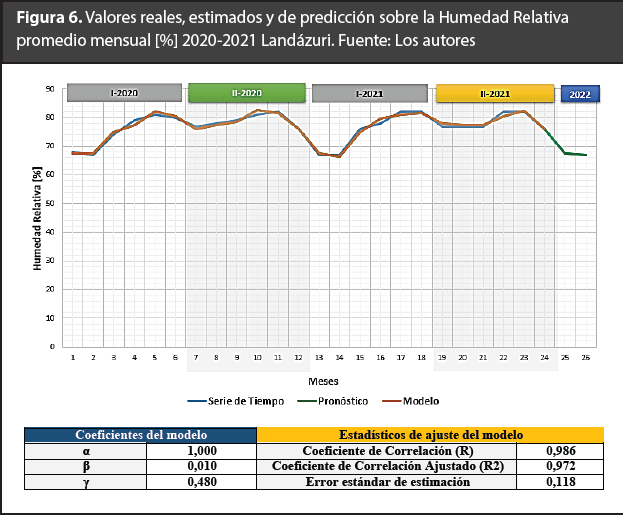 Figura 6. Valores reales, estimados y de predicción sobre la Humedad Relativa
promedio mensual [%] 2020-2021 Landázuri. Fuente: Los autores
I-2020 II-2020 I-2021 II-2021 2022
Humedad Relativa [%]
90
80
70
60
50
40
30
20
10
0
1 2 3 4 5 6 7 8 9 10 11 12 13 14 15 16 17 18 19 20 21 22 23 24 25 26
Meses
Serie de Tiempo Pronóstico Modelo
Coeficientes del modelo Estadísticos de ajuste del modelo
α 1,000 Coeficiente de Correlación (R) 0,986
β 0,010 Coeficiente de Correlación Ajustado (R2) 0,972
γ 0,480 Error estándar de estimación 0,118